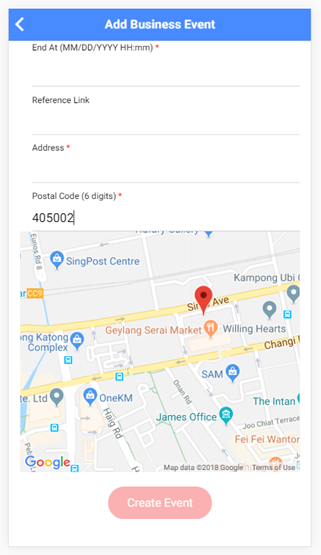 Add Business Event
End At (MM/DD/YYYY HH:mm) *
Reference Link
Address *
Postal Code (6 digits) *
405002
Gallery
Eunos Rd 8
SingPost Centre
CC9
Kampong Ubi
Sims Ave
Geylang Serai Market
Willing Hearts
ong Katong
Complex
Changi
SAM
te. Ltd
OneKM
The Intan
Haig Rd
James Office
Joo Chiat Terrace
Fei Fei Wanton
Google
Map data ©2018 Google
Terms of Use
Create Event